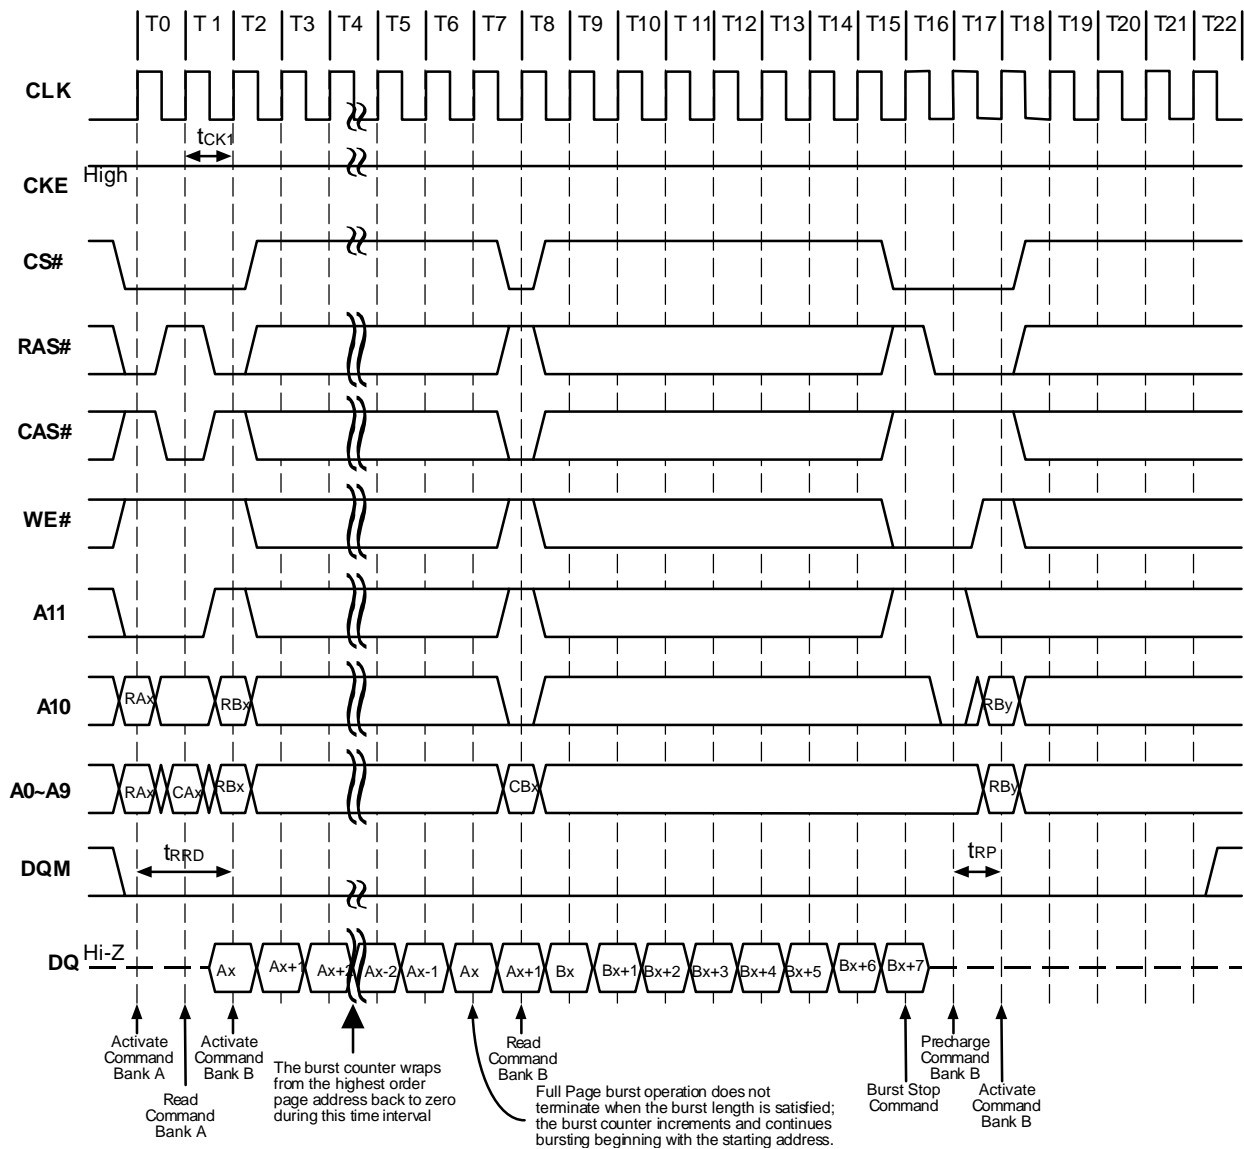 T0 T 1 T2 T3 T4 T5 T6 T7 T8 T9 T10 T 11 T12 T13 T14 T15 T16 T17 T18 T19 T20 T21 T22
CLK
tCK1
CKE High
CS#
RAS#
CAS#
WE#
A11
A10 RAx RBx RBy
A0~A9 RAx CAx RBx CBx RBy
DQM tRRD tRP
DQ Hi-Z Ax Ax+1 Ax+2 Ax-2 Ax-1 Ax Ax+1 Bx Bx+1 Bx+2 Bx+3 Bx+4 Bx+5 Bx+6 Bx+7
Activate
Command
Bank A
Read
Command
Bank A
Activate
Command
Bank B
The burst counter wraps
from the highest order
page address back to zero
during this time interval
Full Page burst operation does not
terminate when the burst length is satisfied;
the burst counter increments and continues
bursting beginning with the starting address.
Read
Command
Bank B
Burst Stop
Command
Precharge
Command
Bank B
Activate
Command
Bank B